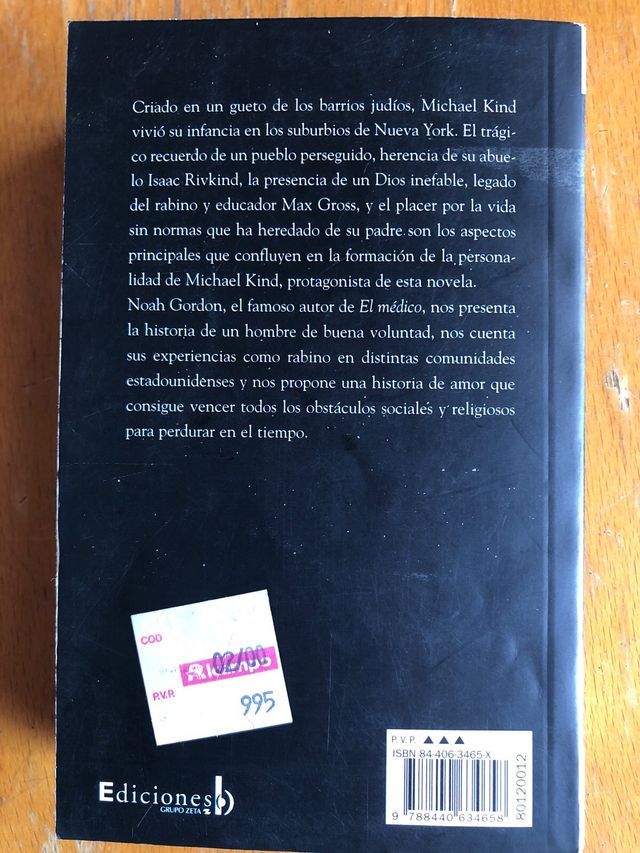 Criado en un gueto de los barrios judíos, Michael Kind
vivió su infancia en los suburbios de Nueva York. El trági-
co recuerdo de un pueblo perseguido, herencia de su abue-
lo Isaac Rivkind, la presencia de un Dios inefable, legado
del rabino y educador Max Gross, y el placer por la vida
sin normas que ha heredado de su padre son los aspectos
principales que confluyen en la formación de la persona-
lidad de Michael Kind, protagonista de esta novela.
Noah Gordon, el famoso autor de El médico, nos presenta
la historia de un hombre de buena voluntad, nos cuenta
sus experiencias como rabino en distintas comunidades
estadounidenses y nos propone una historia de amor que
consigue vencer todos los obstáculos sociales y religiosos
para perdurar en el tiempo.
COD
02/00
Alcampo
P.V.P.
995
P.V.P. ▲ ▲ ▲
ISBN 84-406-3465-X
9 788440 634658
80120012
Ediciones b
GRUPO ZETA